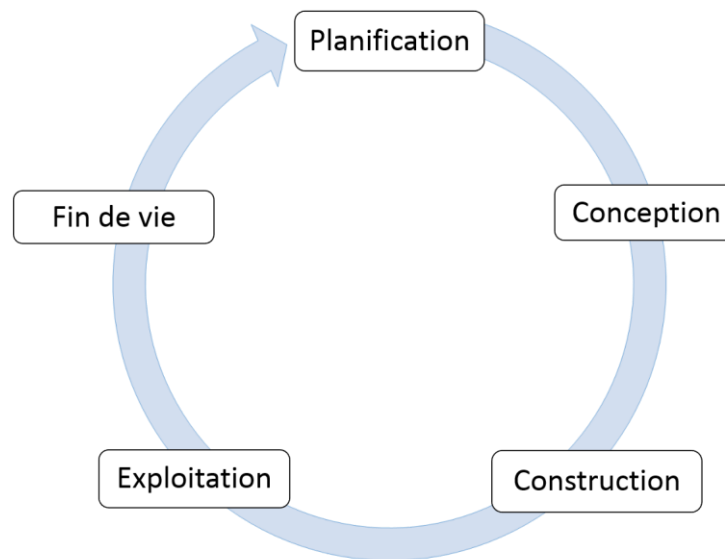 Planification
Conception
Construction
Exploitation
Fin de vie